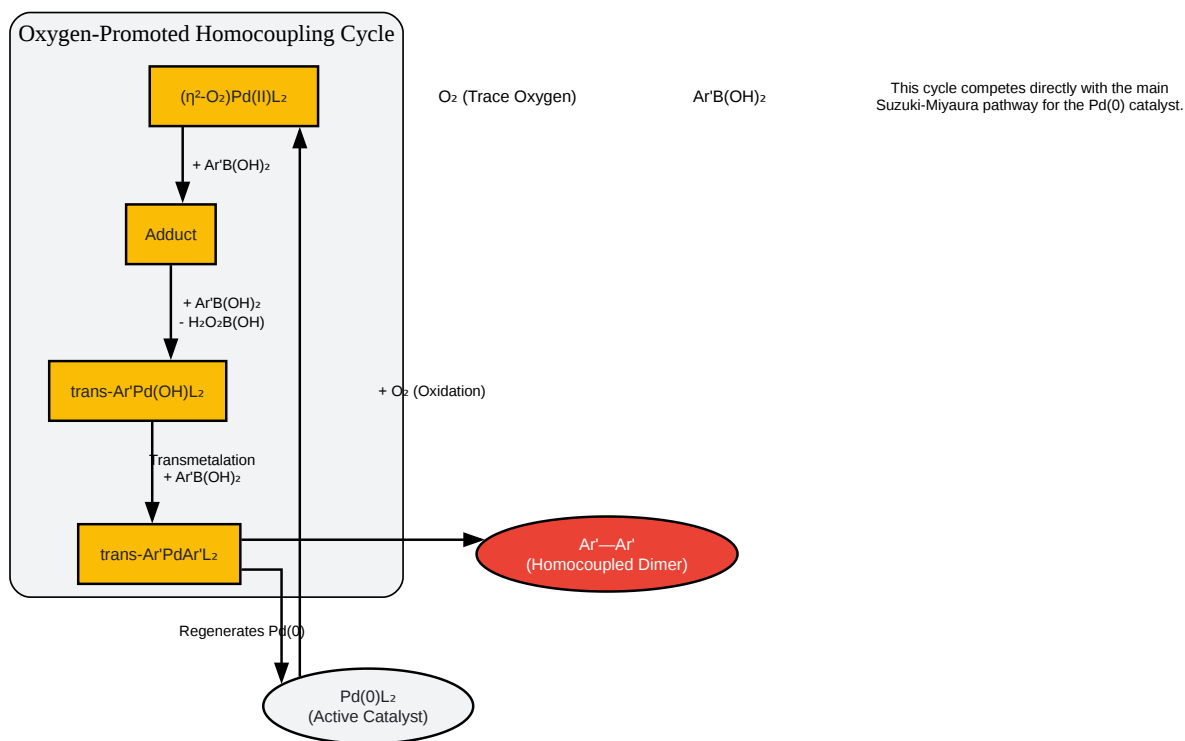 Oxygen-Promoted Homocoupling Cycle
(η²-O₂)Pd(II)L₂
O₂ (Trace Oxygen)
Ar'B(OH)₂
This cycle competes directly with the main
Suzuki-Miyaura pathway for the Pd(0) catalyst.
+ Ar'B(OH)₂
Adduct
+ Ar'B(OH)₂
- H₂O₂B(OH)
trans-Ar'Pd(OH)L₂
+ O₂ (Oxidation)
Transmetalation
+ Ar'B(OH)₂
trans-Ar'PdAr'L₂
Ar'—Ar'
(Homocoupled Dimer)
Regenerates Pd(0)
Pd(0)L₂
(Active Catalyst)